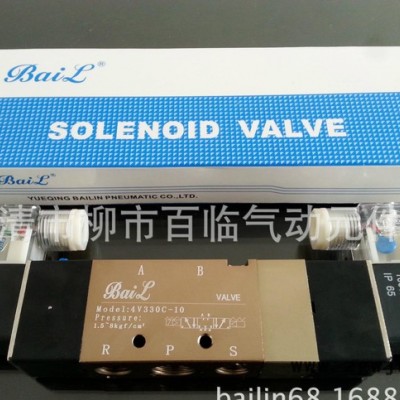 BaiL
SOLENOID VALVE
BaiL
YUEQING BAILIN PNEUMATIC CO.,LTD.
清市柳市百临气动元件
A B
BaiL VALVE
Model:4V330C-10
Pressure:
1.5~8kgf/cm²
R P S
IP 65
bailin68.1688